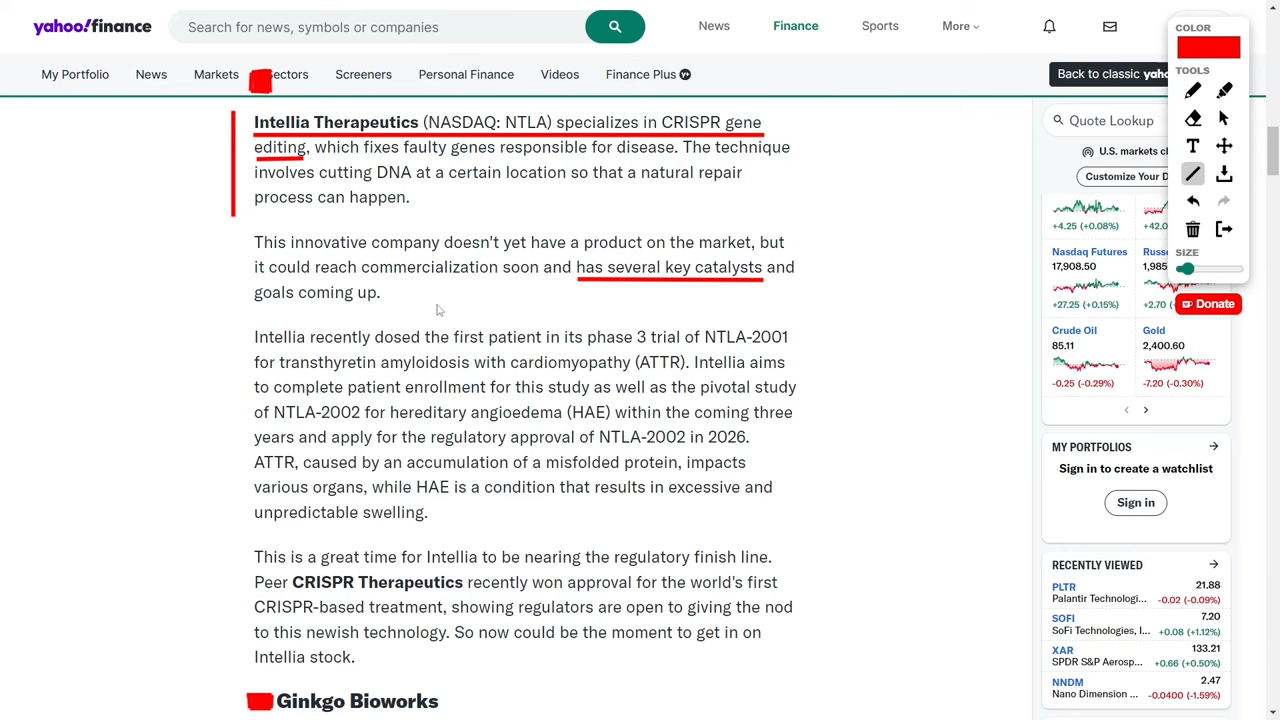 yahoo!finance
Search for news, symbols or companies
News
Finance
Sports
More
COLOR
TOOLS
SIZE
Donate
My Portfolio
News
Markets
ectors
Screeners
Personal Finance
Videos
Finance Plus
Back to classic yaho
Intellia Therapeutics (NASDAQ: NTLA) specializes in CRISPR gene
editing, which fixes faulty genes responsible for disease. The technique
involves cutting DNA at a certain location so that a natural repair
process can happen.
This innovative company doesn't yet have a product on the market, but
it could reach commercialization soon and has several key catalysts and
goals coming up.
Intellia recently dosed the first patient in its phase 3 trial of NTLA-2001
for transthyretin amyloidosis with cardiomyopathy (ATTR). Intellia aims
to complete patient enrollment for this study as well as the pivotal study
of NTLA-2002 for hereditary angioedema (HAE) within the coming three
years and apply for the regulatory approval of NTLA-2002 in 2026.
ATTR, caused by an accumulation of a misfolded protein, impacts
various organs, while HAE is a condition that results in excessive and
unpredictable swelling.
This is a great time for Intellia to be nearing the regulatory finish line.
Peer CRISPR Therapeutics recently won approval for the world's first
CRISPR-based treatment, showing regulators are open to giving the nod
to this newish technology. So now could be the moment to get in on
Intellia stock.
Ginkgo Bioworks
Quote Lookup
U.S. markets cl
Customize Your D
+4.25 (+0.08%) +42.0
Nasdaq Futures Russe
17,908.50 1,985
+27.25 (+0.15%) +2.70 (
Crude Oil Gold
85.11 2,400.60
-0.25 (-0.29%) -7.20 (-0.30%)
MY PORTFOLIOS
Sign in to create a watchlist
Sign in
RECENTLY VIEWED
PLTR 21.88
Palantir Technologi... -0.02 (-0.09%)
SOFI 7.20
SoFi Technologies, I... +0.08 (+1.12%)
XAR 133.21
SPDR S&P Aerosp... +0.66 (+0.50%)
NNDM 2.47
Nano Dimension ... -0.0400 (-1.59%)